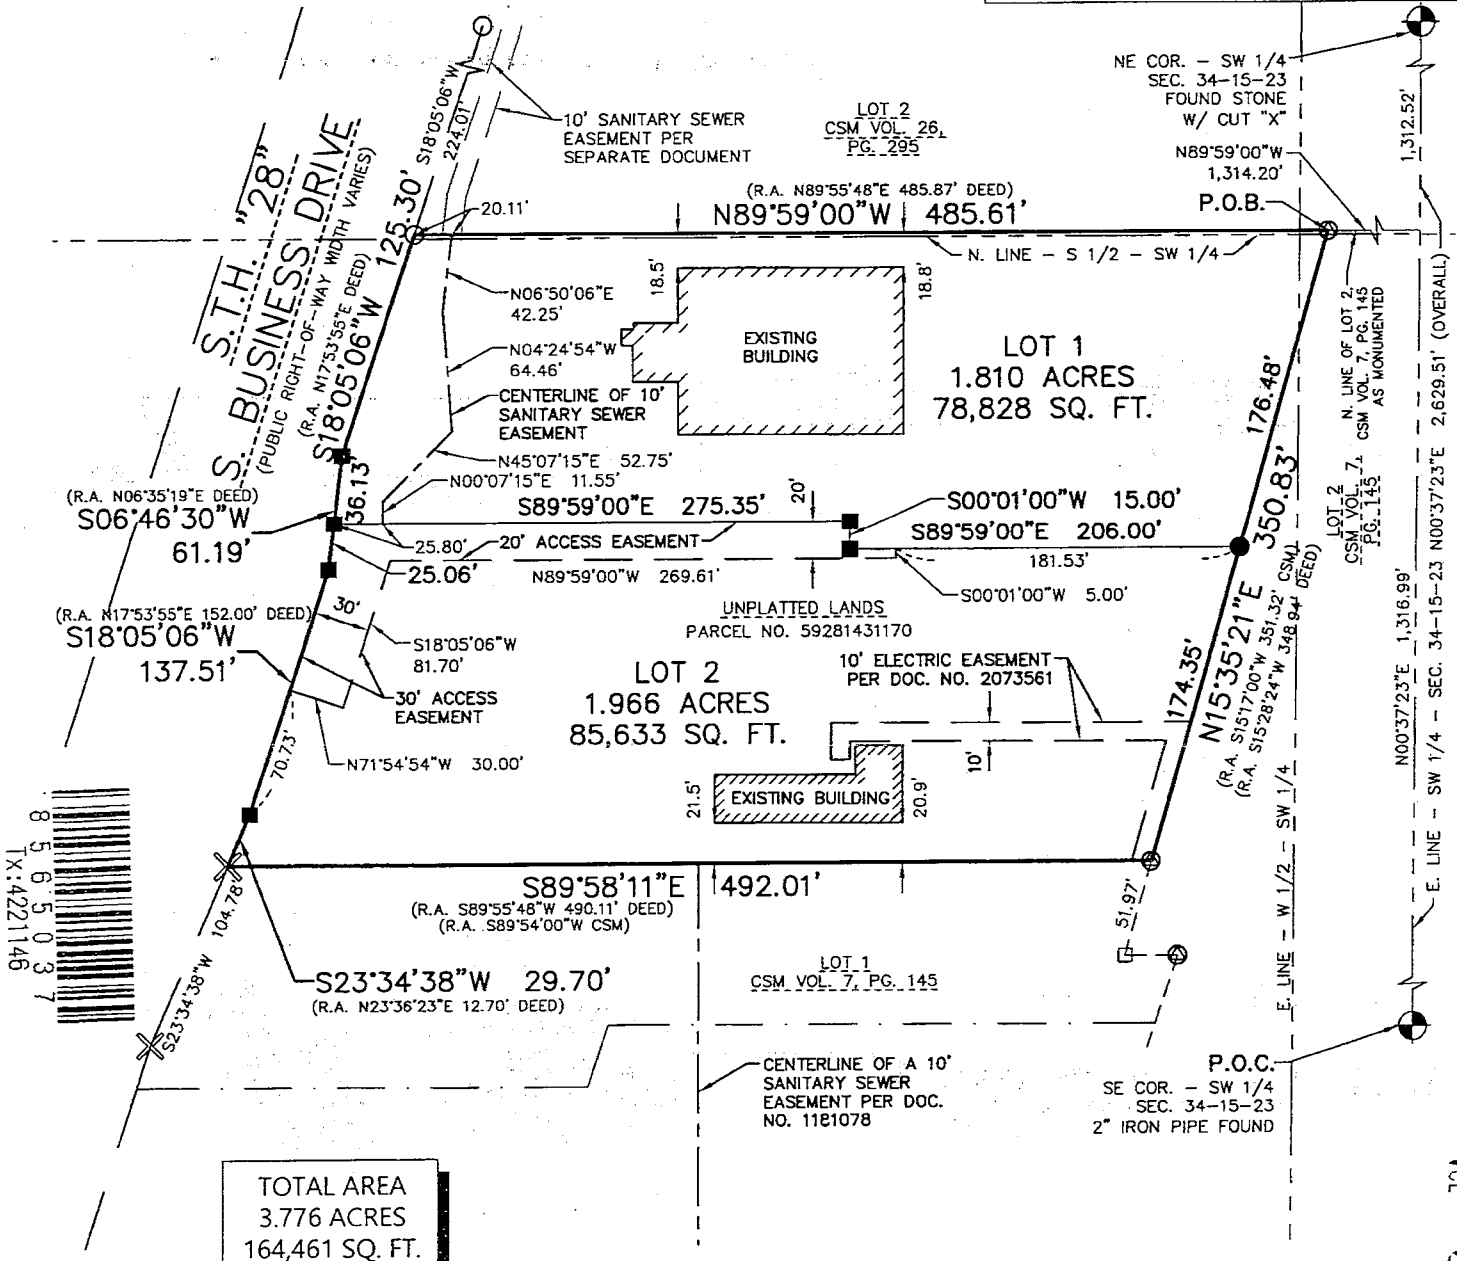 NE COR. – SW 1/4
SEC. 34–15–23
FOUND STONE
W/ CUT "X"
N89°59'00"W
1,314.20'
P.O.B.
1,312.52'
S18°05'06"W
224.01'
10' SANITARY SEWER
EASEMENT PER
SEPARATE DOCUMENT
LOT 2
CSM VOL. 26,
PG. 295
(R.A. N89°55'48"E 485.87' DEED)
N89°59'00"W 485.61'
N. LINE – S 1/2 – SW 1/4
20.11'
S.T.H. "28"
S. BUSINESS DRIVE
(PUBLIC RIGHT–OF–WAY WIDTH VARIES)
(R.A. N17°53'55"E DEED)
S18°05'06"W 125.30'
N06°50'06"E
42.25'
N04°24'54"W
64.46'
CENTERLINE OF 10'
SANITARY SEWER
EASEMENT
N45°07'15"E 52.75'
N00°07'15"E 11.55'
18.5'
18.8'
EXISTING
BUILDING
LOT 1
1.810 ACRES
78,828 SQ. FT.
176.48'
350.83'
N. LINE OF LOT 2,
CSM VOL. 7, PG. 145
AS MONUMENTED
LOT 2
CSM VOL. 7,
PG. 145
(R.A. N06°35'19"E DEED)
S06°46'30"W
61.19'
36.13'
S89°59'00"E 275.35'
20'
S00°01'00"W 15.00'
S89°59'00"E 206.00'
25.80'
25.06'
20' ACCESS EASEMENT
N89°59'00"W 269.61'
181.53'
S00°01'00"W 5.00'
UNPLATTED LANDS
PARCEL NO. 59281431170
(R.A. N17°53'55"E 152.00' DEED)
S18°05'06"W
137.51'
30'
S18°05'06"W
81.70'
30' ACCESS
EASEMENT
N71°54'54"W 30.00'
70.73'
LOT 2
1.966 ACRES
85,633 SQ. FT.
10' ELECTRIC EASEMENT
PER DOC. NO. 2073561
10'
174.35'
N15°35'21"E
(R.A. S15°17'00"W 351.32' CSM)
(R.A. S15°28'24"W 348.94' DEED)
21.5'
EXISTING BUILDING
20.9'
N00°37'23"E 1,316.99'
E. LINE – SW 1/4 – SEC. 34–15–23 N00°37'23"E 2,629.51' (OVERALL)
E. LINE – W 1/2 – SW 1/4
8565037
TX:4221146
S89°58'11"E 492.01'
(R.A. S89°55'48"W 490.11' DEED)
(R.A. S89°54'00"W CSM)
51.97'
S23°34'38"W 104.78'
S23°34'38"W 29.70'
(R.A. N23°36'23"E 12.70' DEED)
LOT 1
CSM VOL. 7, PG. 145
CENTERLINE OF A 10'
SANITARY SEWER
EASEMENT PER DOC.
NO. 1181078
P.O.C.
SE COR. – SW 1/4
SEC. 34–15–23
2" IRON PIPE FOUND
TOTAL AREA
3.776 ACRES
164,461 SQ. FT.